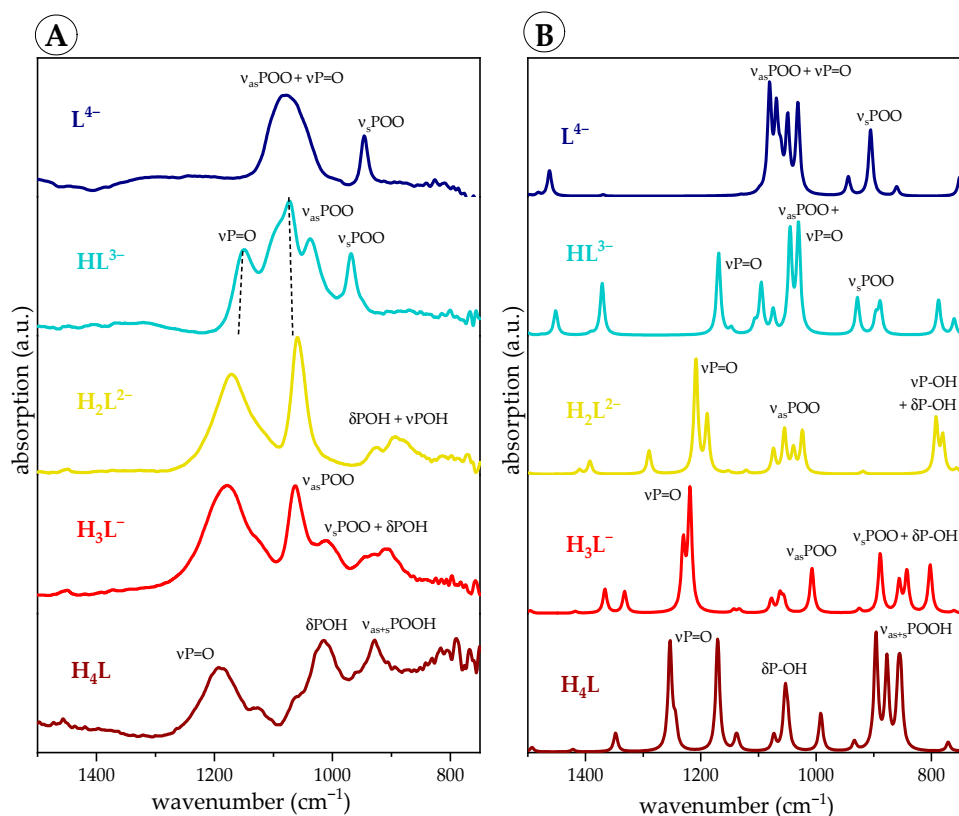 A
absorption (a.u.)
L⁴⁻
νₐₛPOO + νP=O
νₛPOO
HL³⁻
νP=O
νₐₛPOO
νₛPOO
H₂L²⁻
δPOH + νPOH
H₃L⁻
νₐₛPOO
νₛPOO + δPOH
H₄L
νP=O
δPOH
νₐₛ₊ₛPOOH
1400 1200 1000 800
wavenumber (cm⁻¹)
B
absorption (a.u.)
L⁴⁻
νₐₛPOO + νP=O
νₛPOO
HL³⁻
νP=O
νₐₛPOO +
νP=O
νₛPOO
H₂L²⁻
νP=O
νₐₛPOO
νP-OH
+ δP-OH
H₃L⁻
νP=O
νₐₛPOO
νₛPOO + δP-OH
H₄L
νP=O
δP-OH
νₐₛ₊ₛPOOH
1400 1200 1000 800
wavenumber (cm⁻¹)